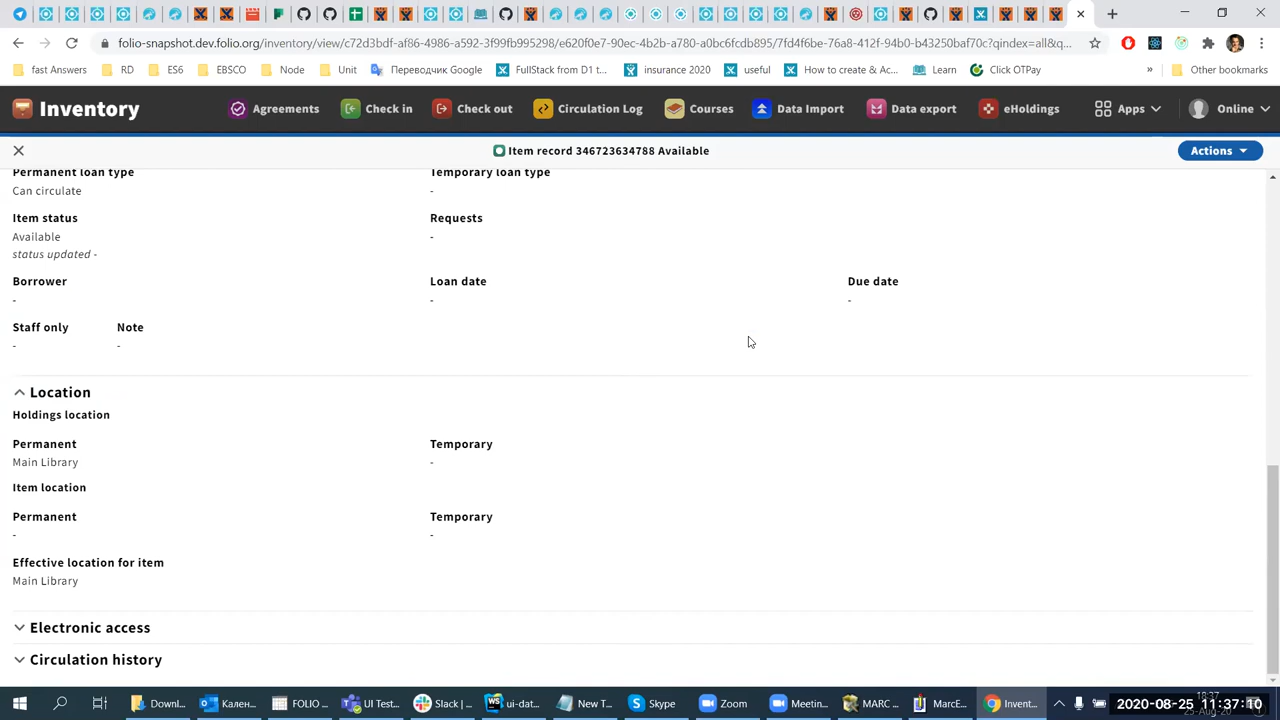 folio-snapshot.dev.folio.org/inventory/view/c72d3bdf-af86-4986-a592-3f99fb995298/e620f0e7-90ec-4b2b-a780-a0bc6fcdb895/7fd4f6be-76a8-412f-94b0-b43250baf70c?qindex=all&q...
fast Answers RD ES6 EBSCO Node Unit Переводчик Google FullStack from D1 t... insurance 2020 useful How to create & Ac... Learn Click OTPay » Other bookmarks
Inventory Agreements Check in Check out Circulation Log Courses Data Import Data export eHoldings Apps Online
Item record 346723634788 Available Actions
Permanent loan type Temporary loan type
Can circulate -
Item status Requests
Available -
status updated -
Borrower Loan date Due date
- - -
Staff only Note
- -
Location
Holdings location
Permanent Temporary
Main Library -
Item location
Permanent Temporary
- -
Effective location for item
Main Library
Electronic access
Circulation history
Downl... Кален... FOLIO ... UI Test... Slack | ... ui-dat... New T... Skype Zoom Meetin... MARC ... MarcE... Invent... 18:37
2020-08-25 11:37:10